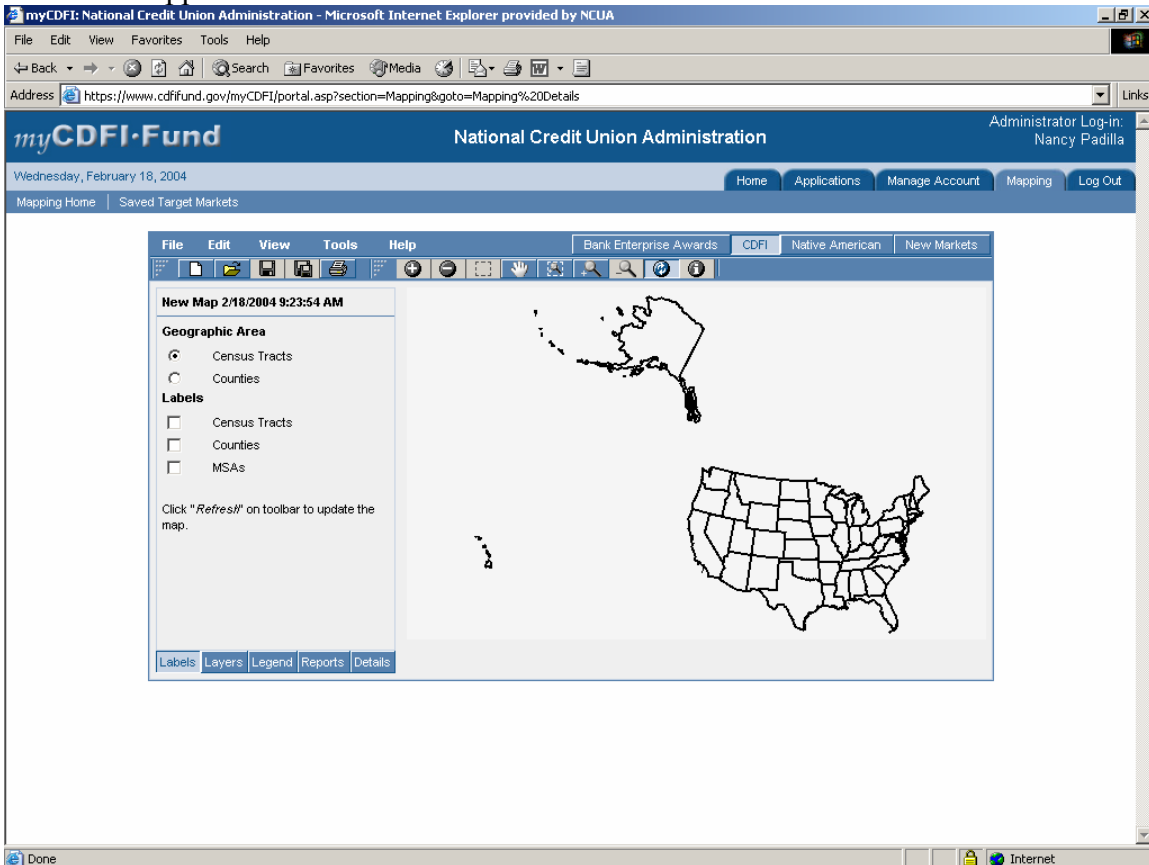 myCDFI: National Credit Union Administration - Microsoft Internet Explorer provided by NCUA
File Edit View Favorites Tools Help
Back Search Favorites Media
Address https://www.cdfifund.gov/myCDFI/portal.asp?section=Mapping&goto=Mapping%20Details Links
myCDFI·Fund National Credit Union Administration Administrator Log-in:
Nancy Padilla
Wednesday, February 18, 2004 Home Applications Manage Account Mapping Log Out
Mapping Home | Saved Target Markets
File Edit View Tools Help Bank Enterprise Awards CDFI Native American New Markets
New Map 2/18/2004 9:23:54 AM
Geographic Area
Census Tracts
Counties
Labels
Census Tracts
Counties
MSAs
Click "Refresh" on toolbar to update the
map.
Labels Layers Legend Reports Details
Done Internet